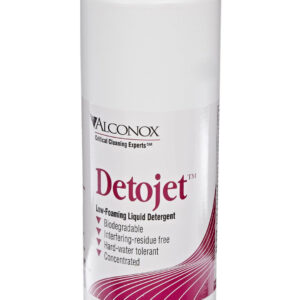 ALCONOX
Critical Cleaning Experts™
Detojet™
Low-Foaming Liquid Detergent
Biodegradable
Interfering-residue free
Hard-water tolerant
Concentrated